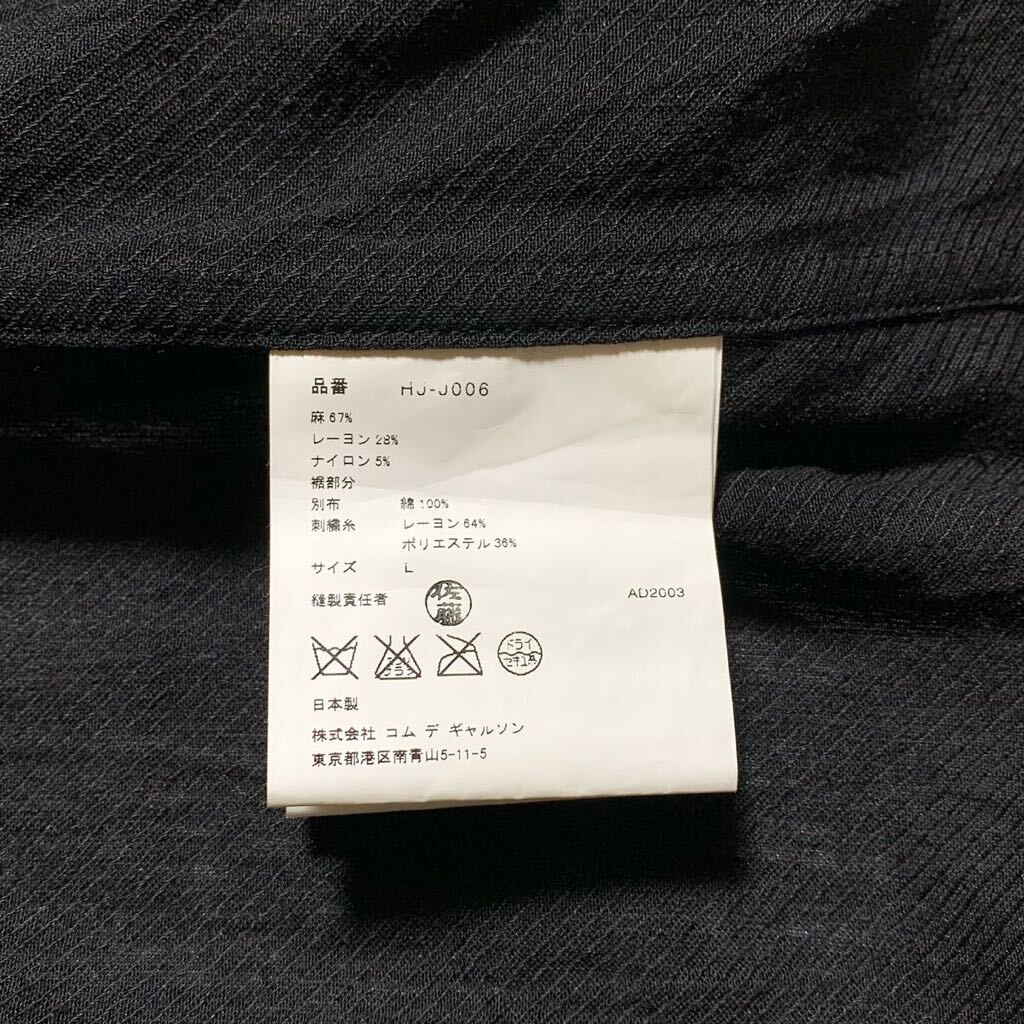 品番 HJ-J006
麻 67%
レーヨン 28%
ナイロン 5%
裾部分
別布 綿 100%
刺繍糸 レーヨン 64%
ポリエステル 36%
サイズ L
縫製責任者 佐藤 AD2003
ドライ
セキユ系
日本製
株式会社 コム デ ギャルソン
東京都港区南青山5-11-5